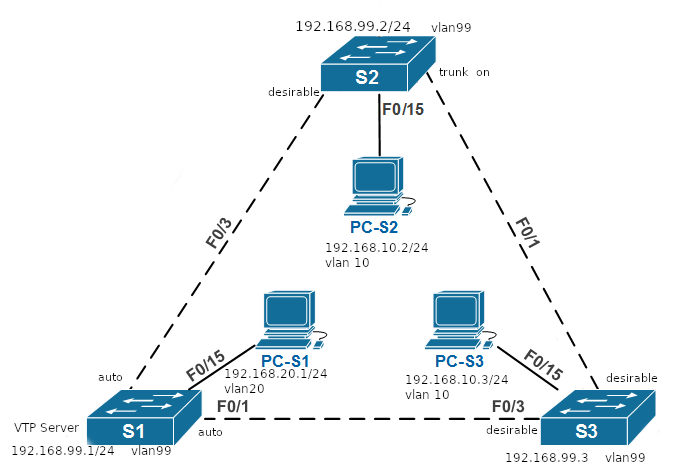 192.168.99.2/24 vlan99
S2
trunk on
desirable
F0/15
PC-S2
192.168.10.2/24
vlan 10
F0/3
F0/1
PC-S1
192.168.20.1/24
vlan20
F0/15
PC-S3
192.168.10.3/24
vlan 10
F0/15
auto
desirable
VTP Server
S1
192.168.99.1/24 vlan99
F0/1
auto
F0/3
desirable
S3
192.168.99.3 vlan99